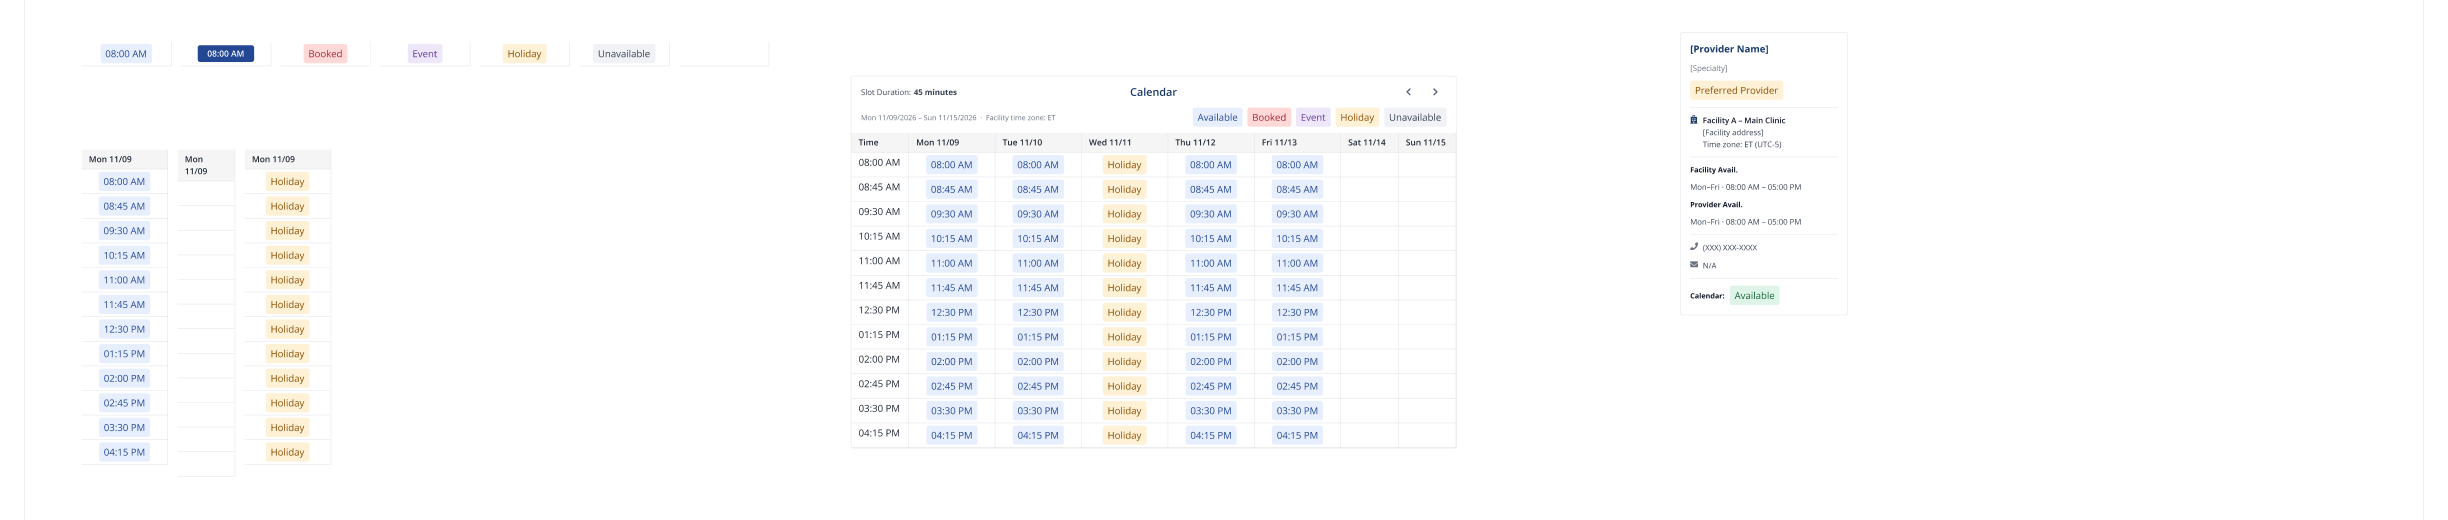 08:00 AM 08:00 AM Booked Event Holiday Unavailable
Mon 11/09 Mon 11/09 Mon 11/09
08:00 AM Holiday
08:45 AM Holiday
09:30 AM Holiday
10:15 AM Holiday
11:00 AM Holiday
11:45 AM Holiday
12:30 PM Holiday
01:15 PM Holiday
02:00 PM Holiday
02:45 PM Holiday
03:30 PM Holiday
04:15 PM Holiday
Slot Duration: 45 minutes Calendar
Mon 11/09/2026 – Sun 11/15/2026 · Facility time zone: ET Available Booked Event Holiday Unavailable
Time Mon 11/09 Tue 11/10 Wed 11/11 Thu 11/12 Fri 11/13 Sat 11/14 Sun 11/15
08:00 AM 08:00 AM 08:00 AM Holiday 08:00 AM 08:00 AM
08:45 AM 08:45 AM 08:45 AM Holiday 08:45 AM 08:45 AM
09:30 AM 09:30 AM 09:30 AM Holiday 09:30 AM 09:30 AM
10:15 AM 10:15 AM 10:15 AM Holiday 10:15 AM 10:15 AM
11:00 AM 11:00 AM 11:00 AM Holiday 11:00 AM 11:00 AM
11:45 AM 11:45 AM 11:45 AM Holiday 11:45 AM 11:45 AM
12:30 PM 12:30 PM 12:30 PM Holiday 12:30 PM 12:30 PM
01:15 PM 01:15 PM 01:15 PM Holiday 01:15 PM 01:15 PM
02:00 PM 02:00 PM 02:00 PM Holiday 02:00 PM 02:00 PM
02:45 PM 02:45 PM 02:45 PM Holiday 02:45 PM 02:45 PM
03:30 PM 03:30 PM 03:30 PM Holiday 03:30 PM 03:30 PM
04:15 PM 04:15 PM 04:15 PM Holiday 04:15 PM 04:15 PM
[Provider Name]
[Specialty]
Preferred Provider
Facility A – Main Clinic
[Facility address]
Time zone: ET (UTC-5)
Facility Avail.
Mon–Fri · 08:00 AM – 05:00 PM
Provider Avail.
Mon–Fri · 08:00 AM – 05:00 PM
(XXX) XXX-XXXX
N/A
Calendar: Available